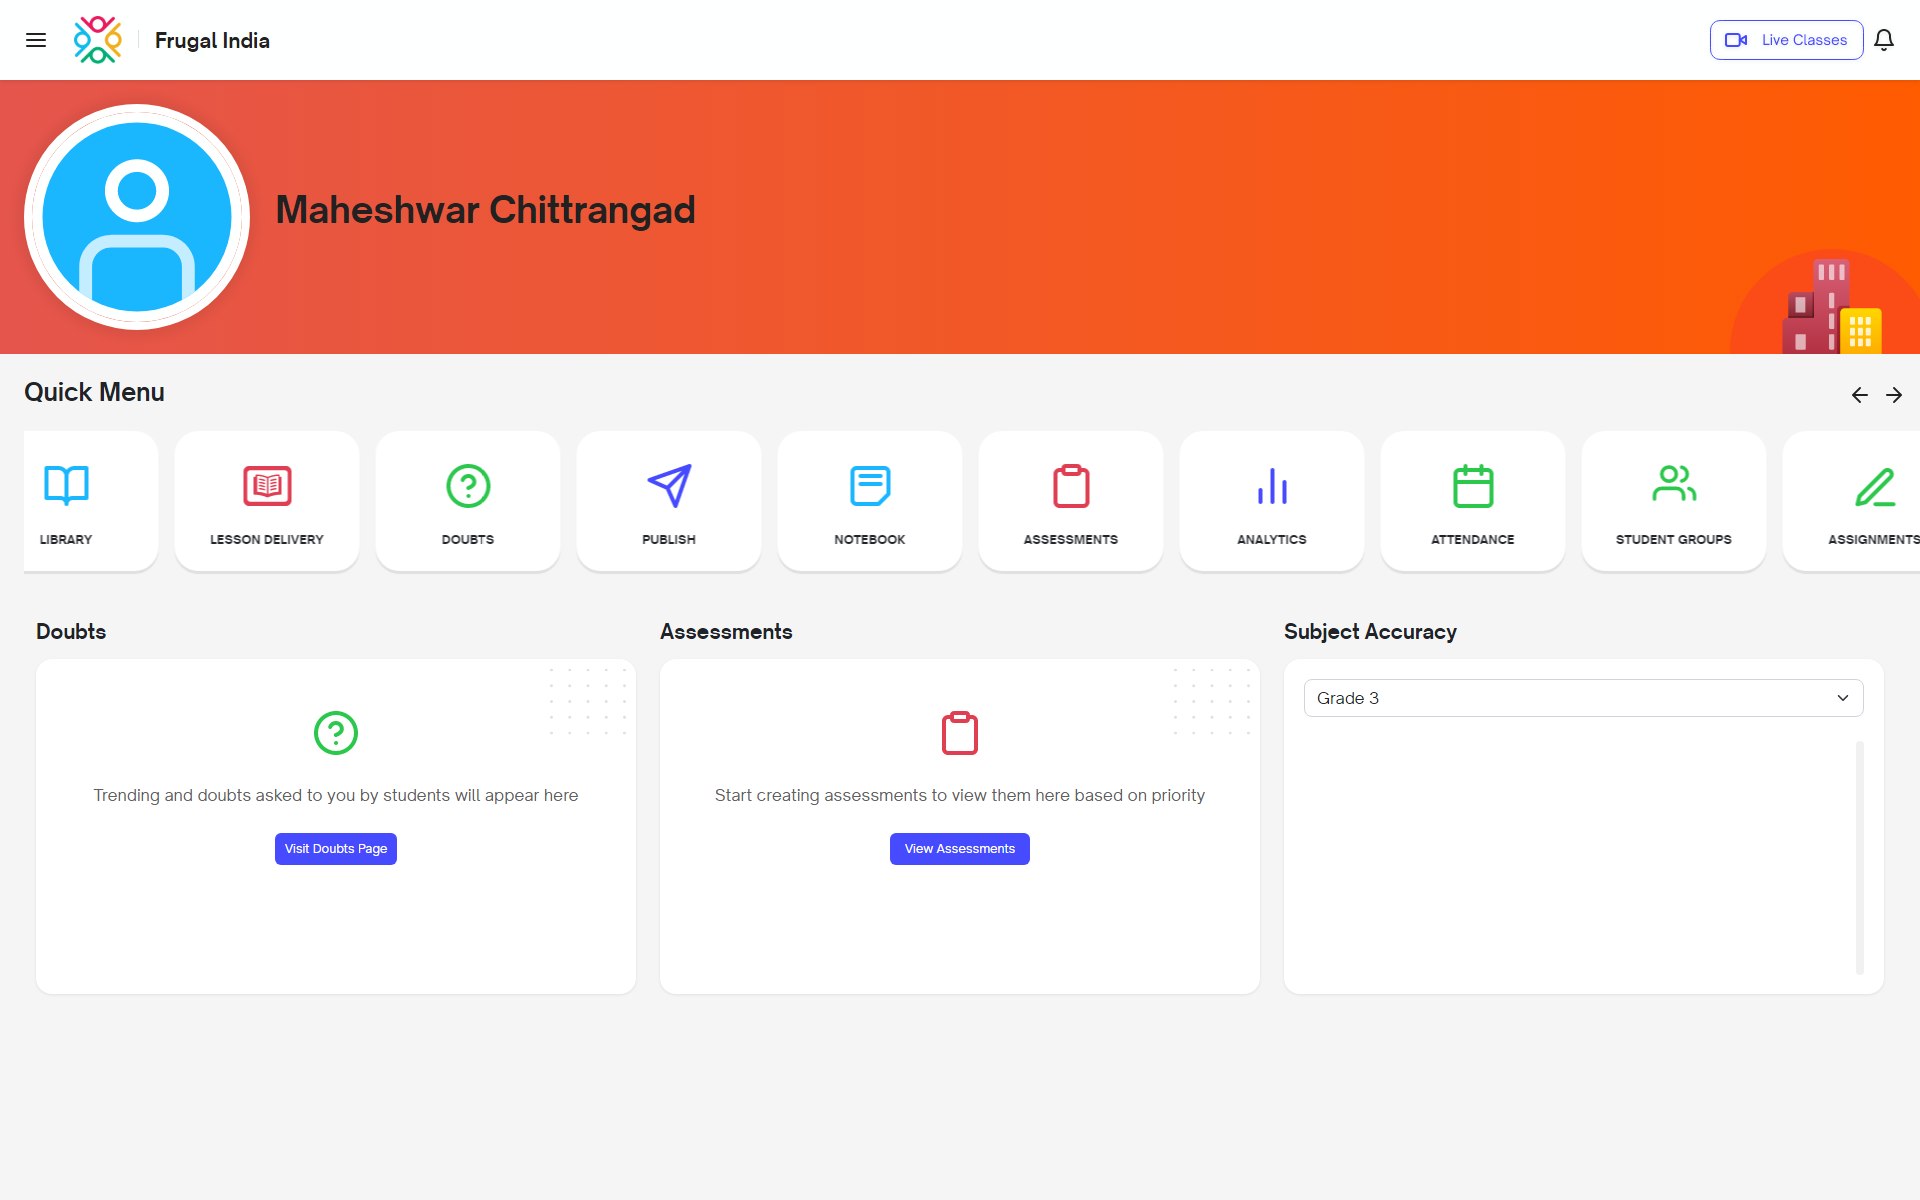 Frugal India
Live Classes
Maheshwar Chittrangad
Quick Menu
LIBRARY
LESSON DELIVERY
DOUBTS
PUBLISH
NOTEBOOK
ASSESSMENTS
ANALYTICS
ATTENDANCE
STUDENT GROUPS
ASSIGNMENTS
Doubts
Trending and doubts asked to you by students will appear here
Visit Doubts Page
Assessments
Start creating assessments to view them here based on priority
View Assessments
Subject Accuracy
Grade 3